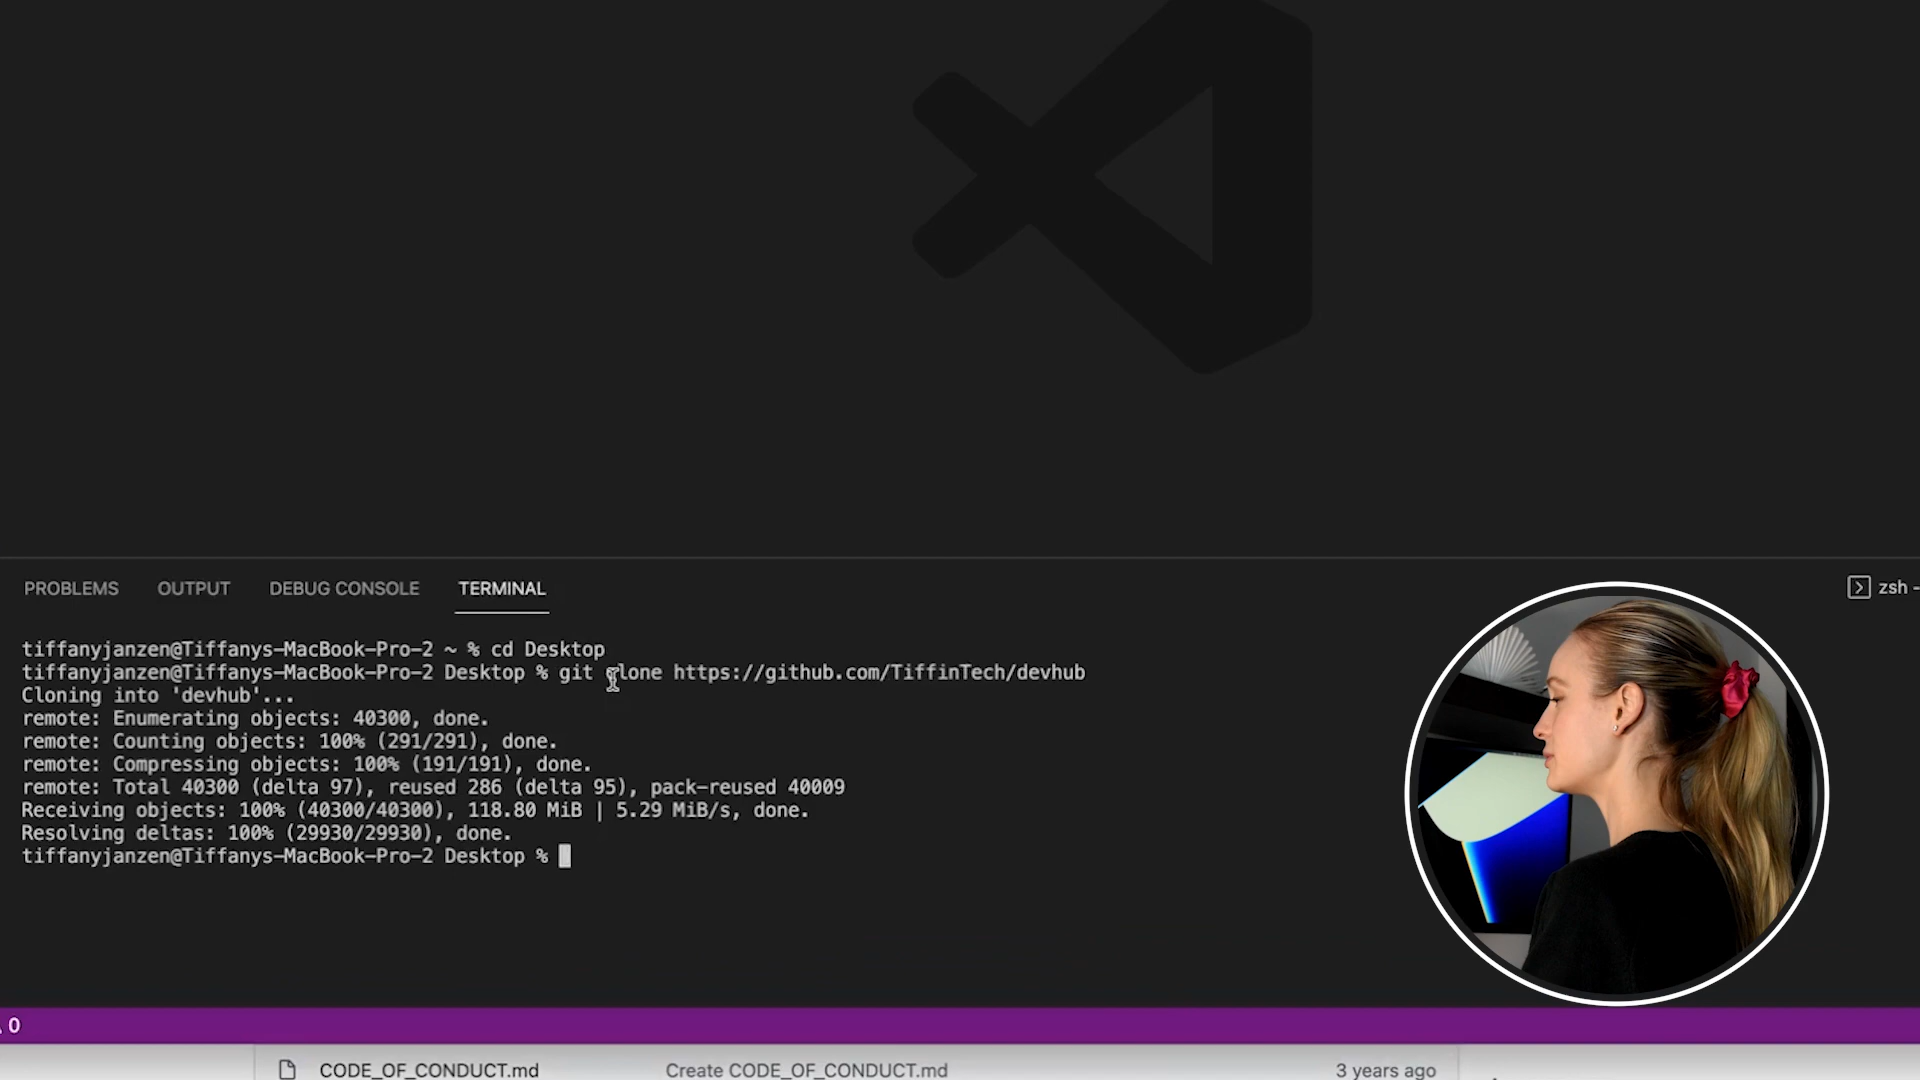 PROBLEMS OUTPUT DEBUG CONSOLE TERMINAL zsh -
tiffanyjanzen@Tiffanys-MacBook-Pro-2 ~ % cd Desktop
tiffanyjanzen@Tiffanys-MacBook-Pro-2 Desktop % git clone https://github.com/TiffinTech/devhub
Cloning into 'devhub'...
remote: Enumerating objects: 40300, done.
remote: Counting objects: 100% (291/291), done.
remote: Compressing objects: 100% (191/191), done.
remote: Total 40300 (delta 97), reused 286 (delta 95), pack-reused 40009
Receiving objects: 100% (40300/40300), 118.80 MiB | 5.29 MiB/s, done.
Resolving deltas: 100% (29930/29930), done.
tiffanyjanzen@Tiffanys-MacBook-Pro-2 Desktop %
0
CODE_OF_CONDUCT.md Create CODE_OF_CONDUCT.md 3 years ago